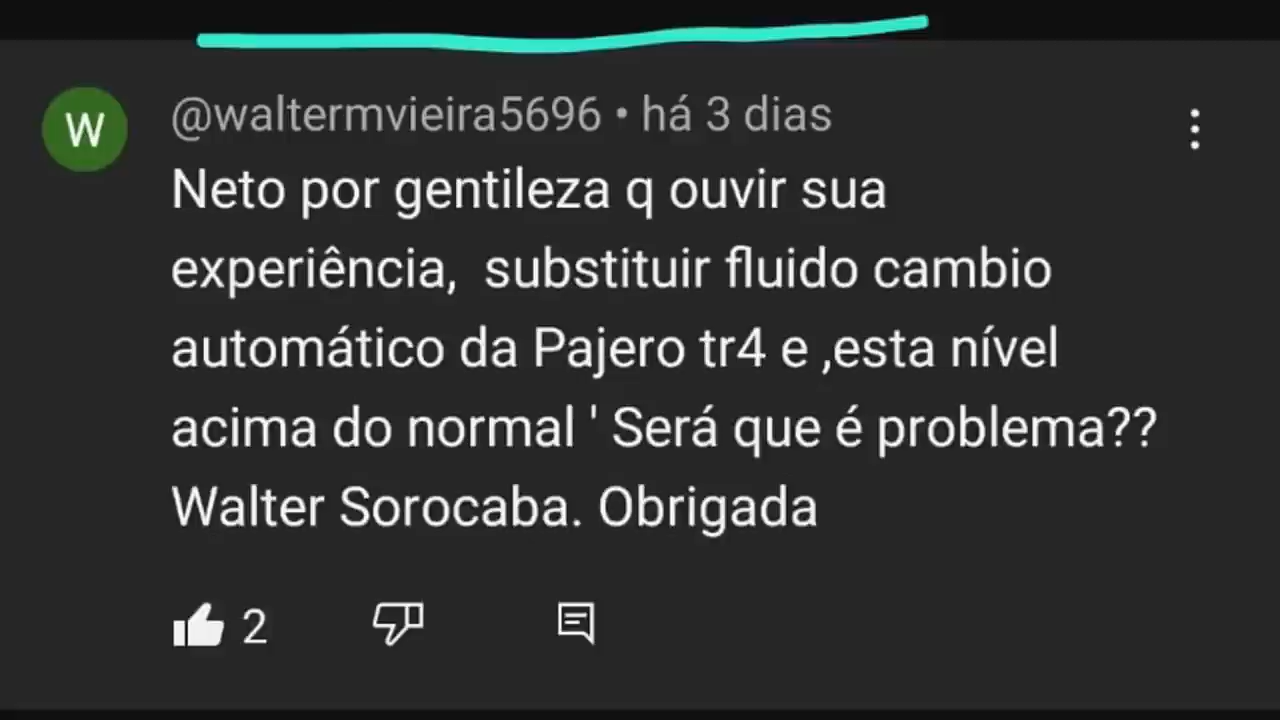 W
@waltermvieira5696 • há 3 dias
Neto por gentileza q ouvir sua
experiência,  substituir fluido cambio
automático da Pajero tr4 e ,esta nível
acima do normal ' Será que é problema??
Walter Sorocaba. Obrigada
2